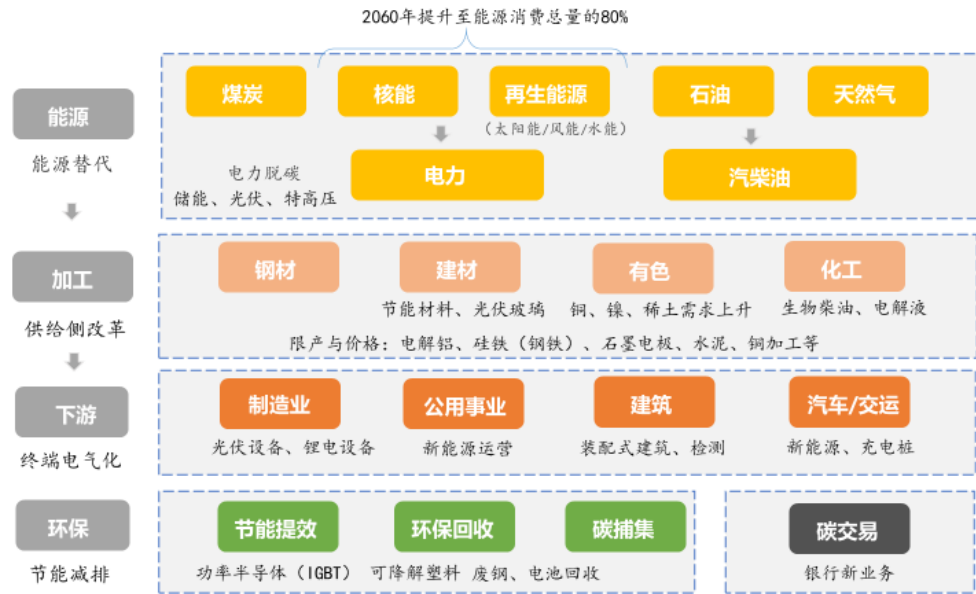 2060年提升至能源消费总量的80%
能源
能源替代
煤炭
核能
再生能源
石油
天然气
(太阳能/风能/水能)
电力脱碳
储能、光伏、特高压
电力
汽柴油
加工
供给侧改革
钢材
建材
有色
化工
节能材料、光伏玻璃
铜、镍、稀土需求上升
生物柴油、电解液
限产与价格：电解铝、硅铁（钢铁）、石墨电极、水泥、铜加工等
下游
终端电气化
制造业
公用事业
建筑
汽车/交运
光伏设备、锂电设备
新能源运营
装配式建筑、检测
新能源、充电桩
环保
节能减排
节能提效
环保回收
碳捕集
碳交易
功率半导体（IGBT）
可降解塑料 废钢、电池回收
银行新业务